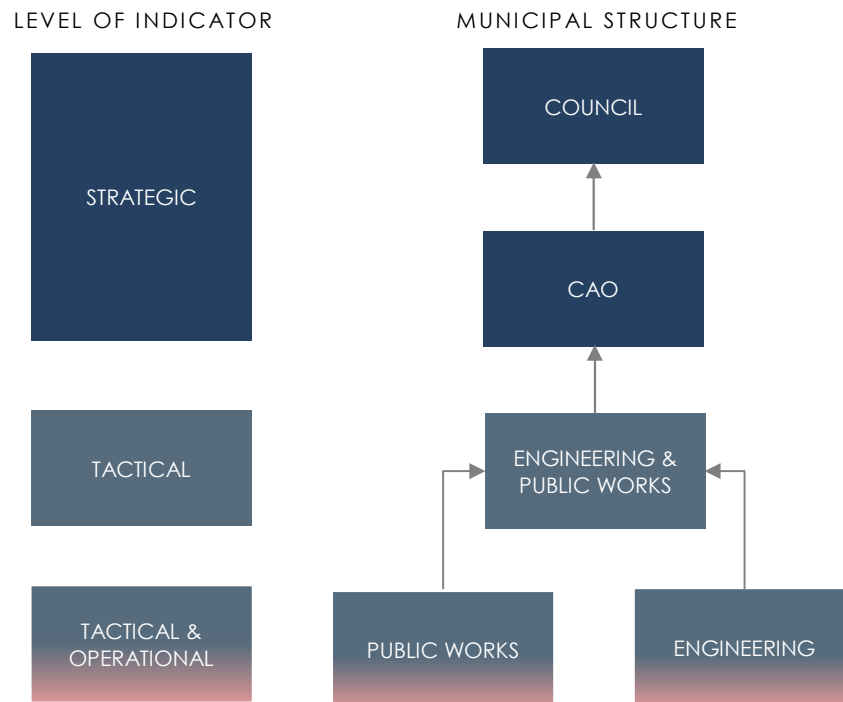 LEVEL OF INDICATOR
MUNICIPAL STRUCTURE
STRATEGIC
COUNCIL
CAO
TACTICAL
ENGINEERING &
PUBLIC WORKS
TACTICAL &
OPERATIONAL
PUBLIC WORKS
ENGINEERING